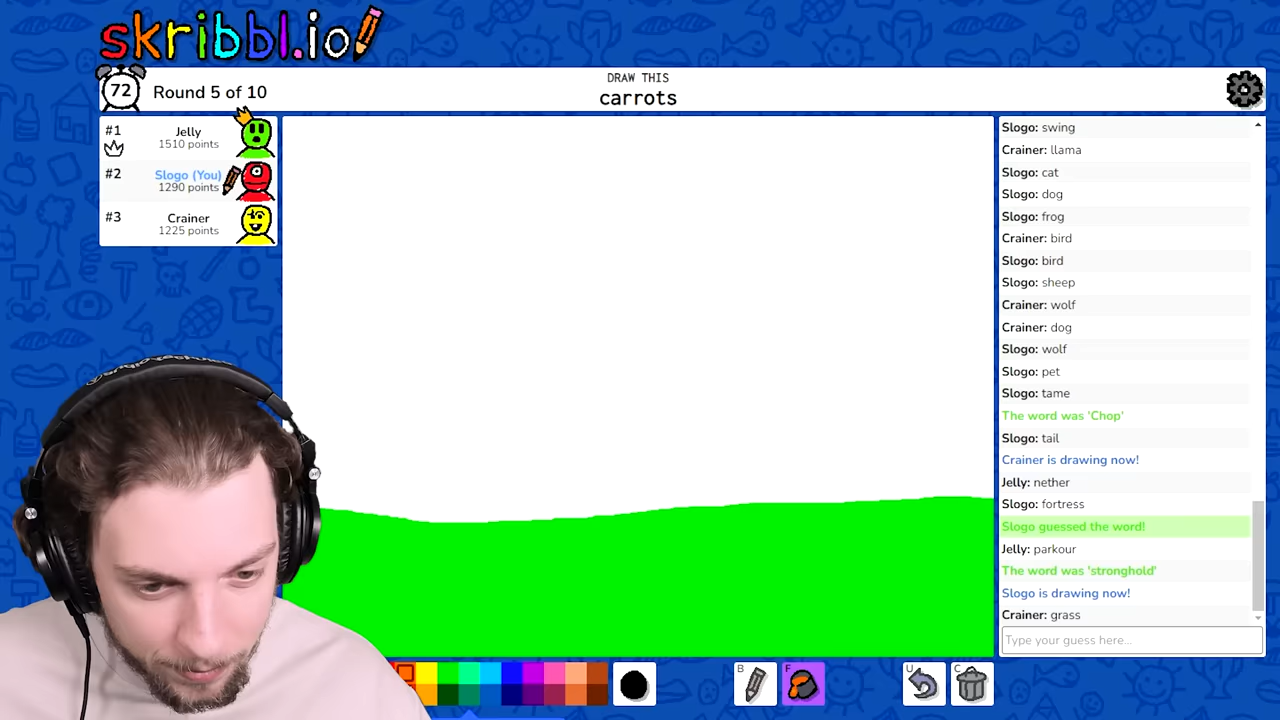 skribbl.io
72
Round 5 of 10
DRAW THIS
carrots
#1
Jelly
1510 points
#2
Slogo (You)
1290 points
#3
Crainer
1225 points
Slogo: swing
Crainer: llama
Slogo: cat
Slogo: dog
Slogo: frog
Crainer: bird
Slogo: bird
Slogo: sheep
Crainer: wolf
Crainer: dog
Slogo: wolf
Slogo: pet
Slogo: tame
The word was 'Chop'
Slogo: tail
Crainer is drawing now!
Jelly: nether
Slogo: fortress
Slogo guessed the word!
Jelly: parkour
The word was 'stronghold'
Slogo is drawing now!
Crainer: grass
Type your guess here...
B
F
U
C